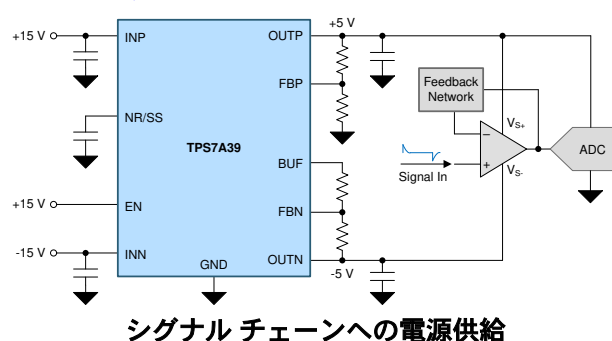 +15 V
INP
OUTP
+5 V
FBP
NR/SS
TPS7A39
BUF
+15 V
EN
FBN
-15 V
INN
GND
OUTN
-5 V
Feedback
Network
VS+
−
+
VS-
Signal In
ADC
シグナル チェーンへの電源供給